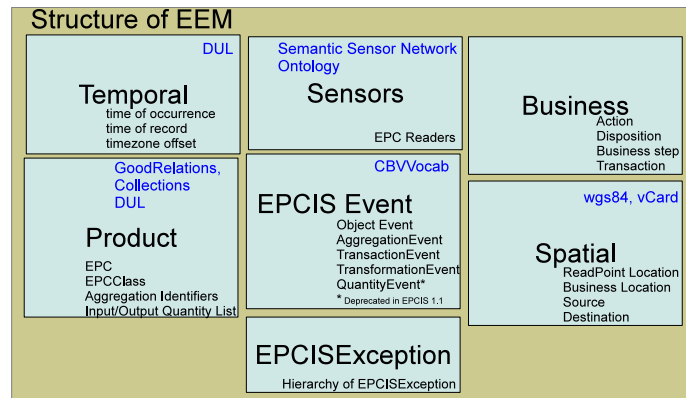 Structure of EEM
DUL
Temporal
time of occurrence
time of record
timezone offset
Semantic Sensor Network
Ontology
Sensors
EPC Readers
Business
Action
Disposition
Business step
Transaction
GoodRelations,
Collections
DUL
Product
EPC
EPCClass
Aggregation Identifiers
Input/Output Quantity List
CBVVocab
EPCIS Event
Object Event
AggregationEvent
TransactionEvent
TransformationEvent
QuantityEvent*
* Deprecated in EPCIS 1.1
wgs84, vCard
Spatial
ReadPoint Location
Business Location
Source
Destination
EPCISException
Hierarchy of EPCISException